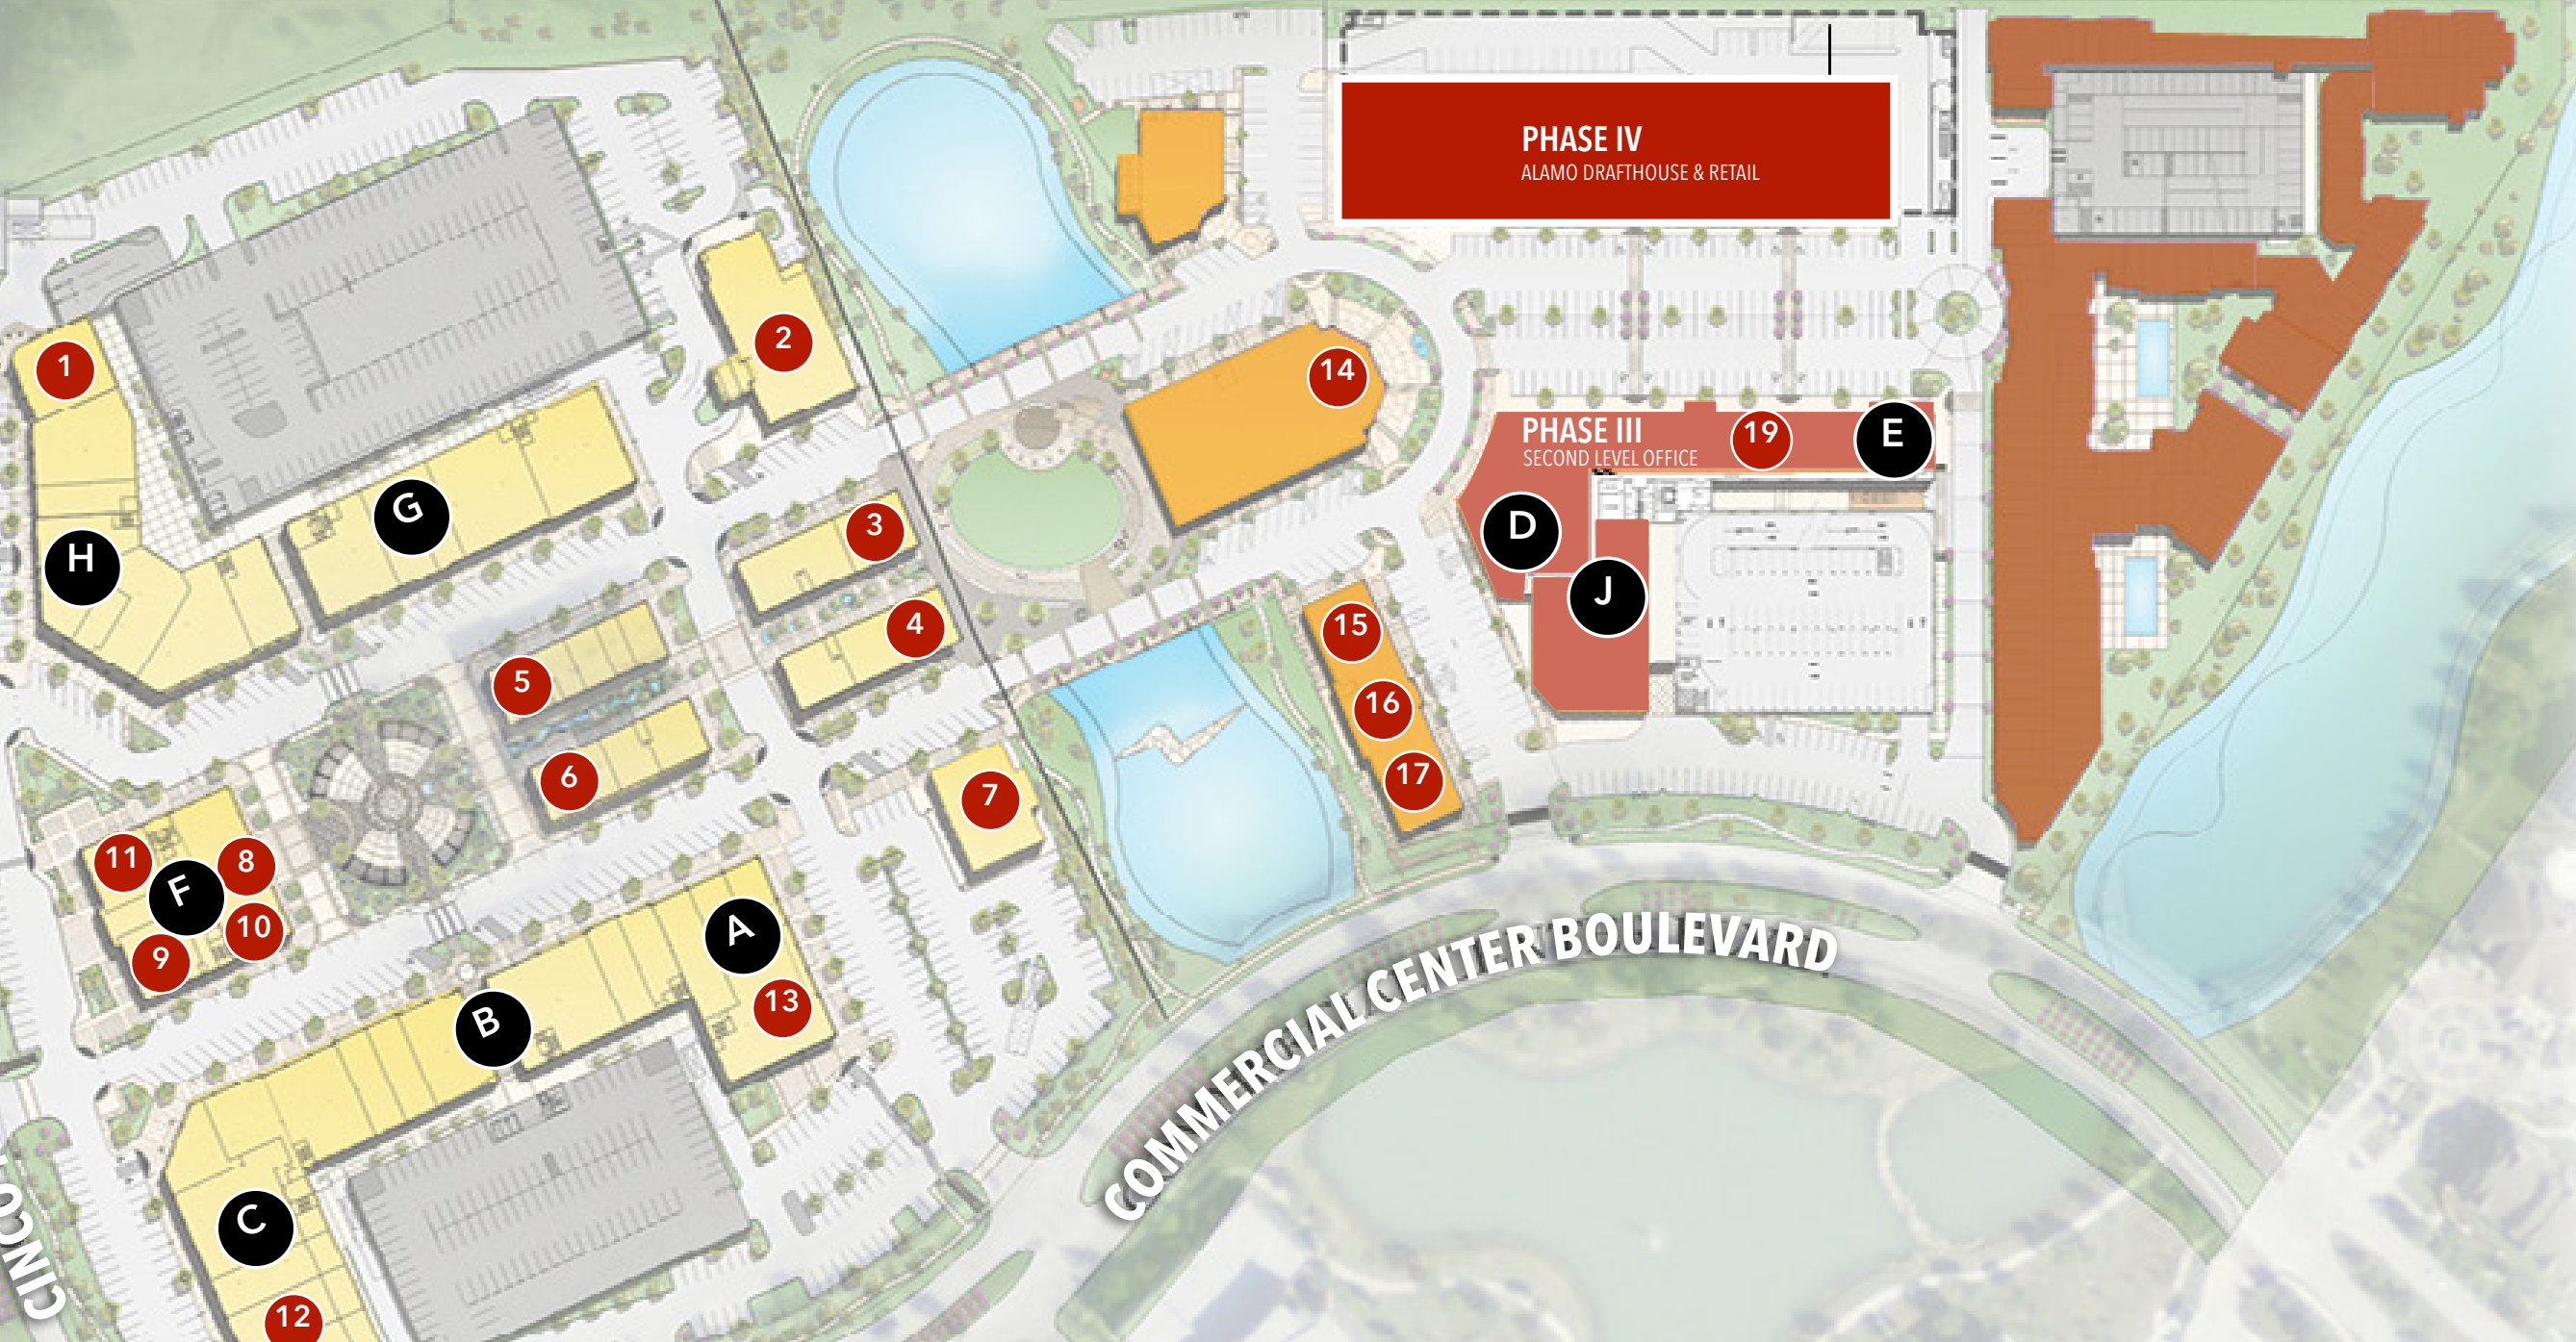 PHASE IV
ALAMO DRAFTHOUSE & RETAIL
1
2
14
PHASE III
SECOND LEVEL OFFICE
19
E
G
3
D
H
4
J
15
5
16
6
7
17
11
8
F
10
9
A
13
B
COMMERCIAL CENTER BOULEVARD
C
CINCO
12